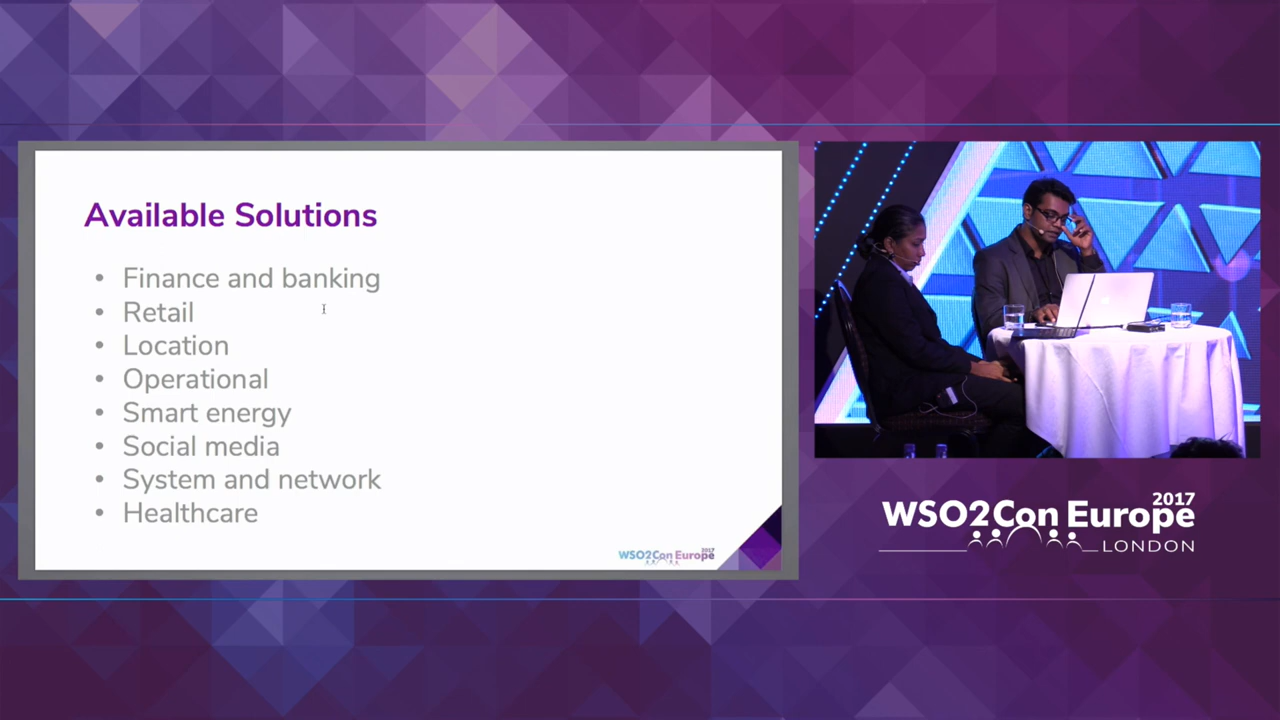 Available Solutions
• Finance and banking
• Retail
• Location
• Operational
• Smart energy
• Social media
• System and network
• Healthcare
WSO2Con Europe 2017
WSO2Con Europe 2017
LONDON